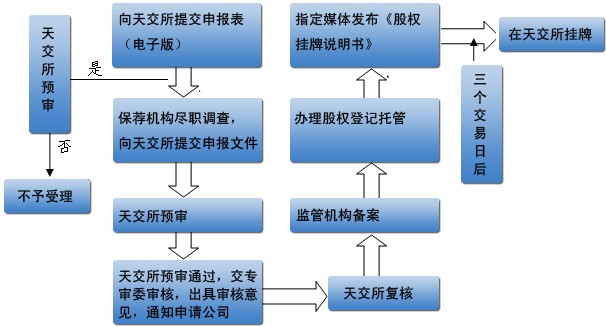 天交所预审
是
否
不予受理
向天交所提交申报表
（电子版）
保荐机构尽职调查，
向天交所提交申报文件
天交所预审
天交所预审通过，交专
审委审核，出具审核意
见，通知申请公司
天交所复核
监管机构备案
办理股权登记托管
指定媒体发布《股权
挂牌说明书》
三个交易日后
在天交所挂牌